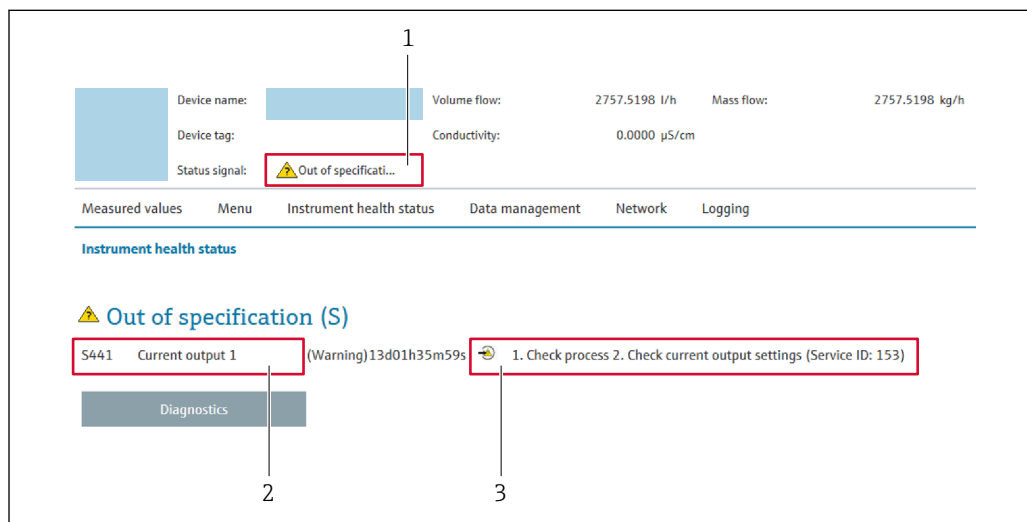 1
Device name: Volume flow: 2757.5198 l/h Mass flow: 2757.5198 kg/h
Device tag: Conductivity: 0.0000 µS/cm
Status signal: Out of specificati...
Measured values Menu Instrument health status Data management Network Logging
Instrument health status
Out of specification (S)
S441 Current output 1 (Warning)13d01h35m59s 1. Check process 2. Check current output settings (Service ID: 153)
Diagnostics
2 3